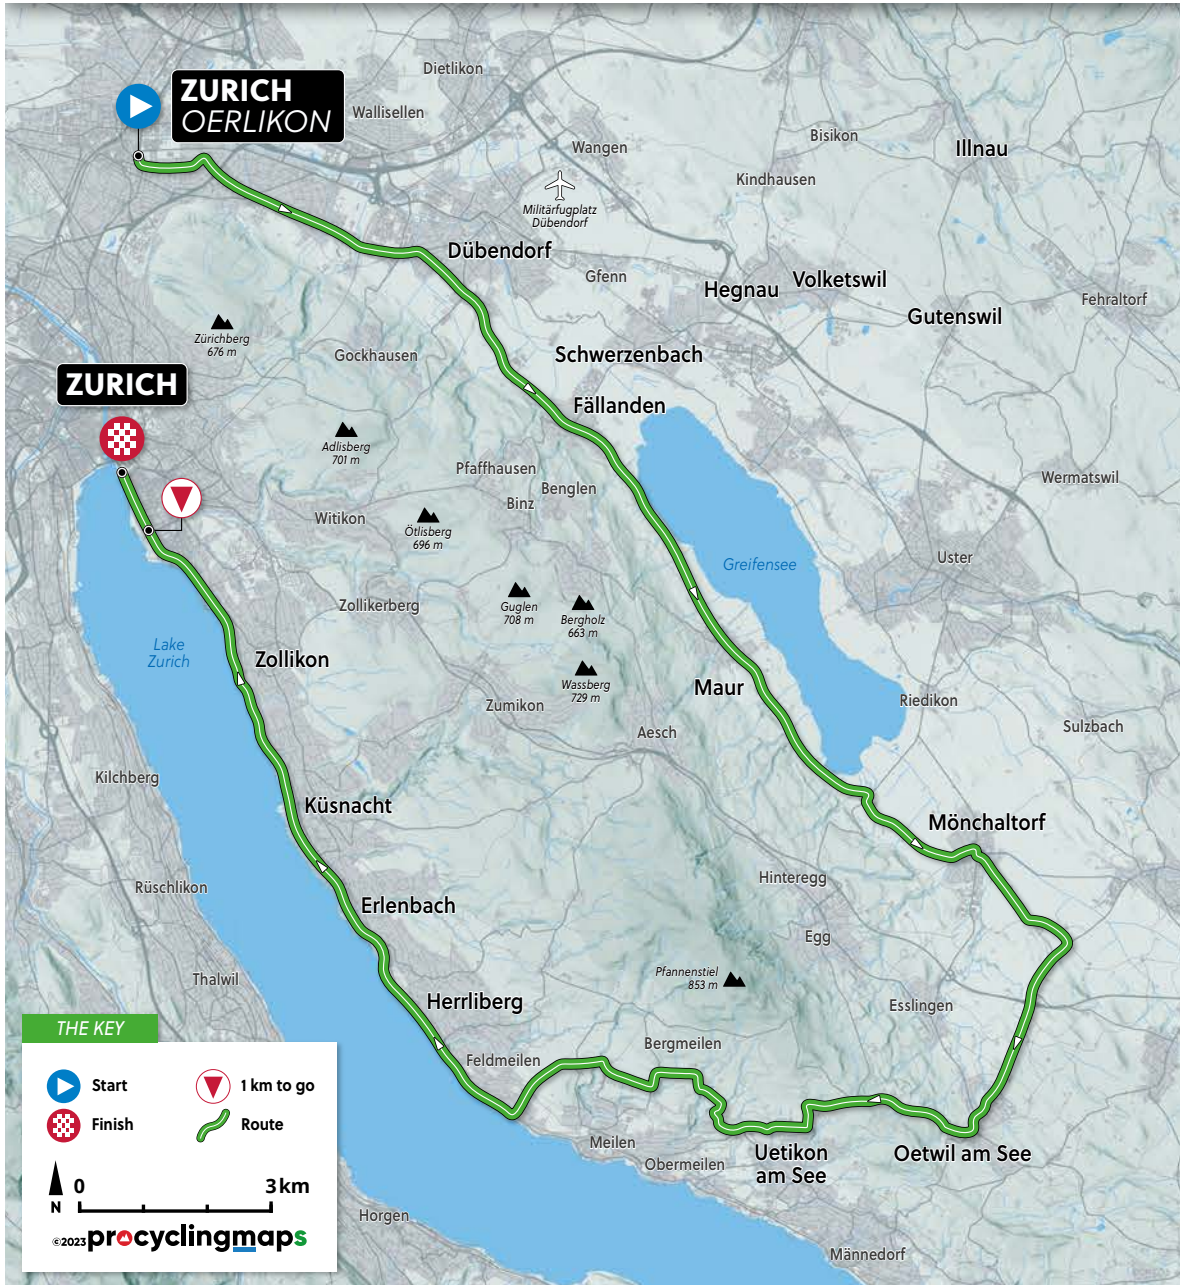 Dietlikon
ZURICH
OERLIKON
Wallisellen
Bisikon
Illnau
Wangen
Kindhausen
Militärfugplatz
Dübendorf
Dübendorf
Gfenn
Hegnau
Volketswil
Fehraltorf
Gutenswil
Zürichberg
676 m
Gockhausen
Schwerzenbach
ZURICH
Fällanden
Adlisberg
701 m
Pfaffhausen
Benglen
Binz
Wermatswil
Witikon
Ötlisberg
696 m
Greifensee
Uster
Zollikerberg
Guglen
708 m
Bergholz
663 m
Lake
Zurich
Zollikon
Wassberg
729 m
Maur
Zumikon
Riedikon
Aesch
Sulzbach
Kilchberg
Küsnacht
Mönchaltorf
Rüschlikon
Hinteregg
Erlenbach
Egg
Thalwil
Pfannenstiel
853 m
Herrliberg
Esslingen
Feldmeilen
Bergmeilen
Meilen
Obermeilen
Uetikon
am See
Oetwil am See
Horgen
Männedorf
THE KEY
Start
1 km to go
Finish
Route
N
0
3 km
©2023 procyclingmaps